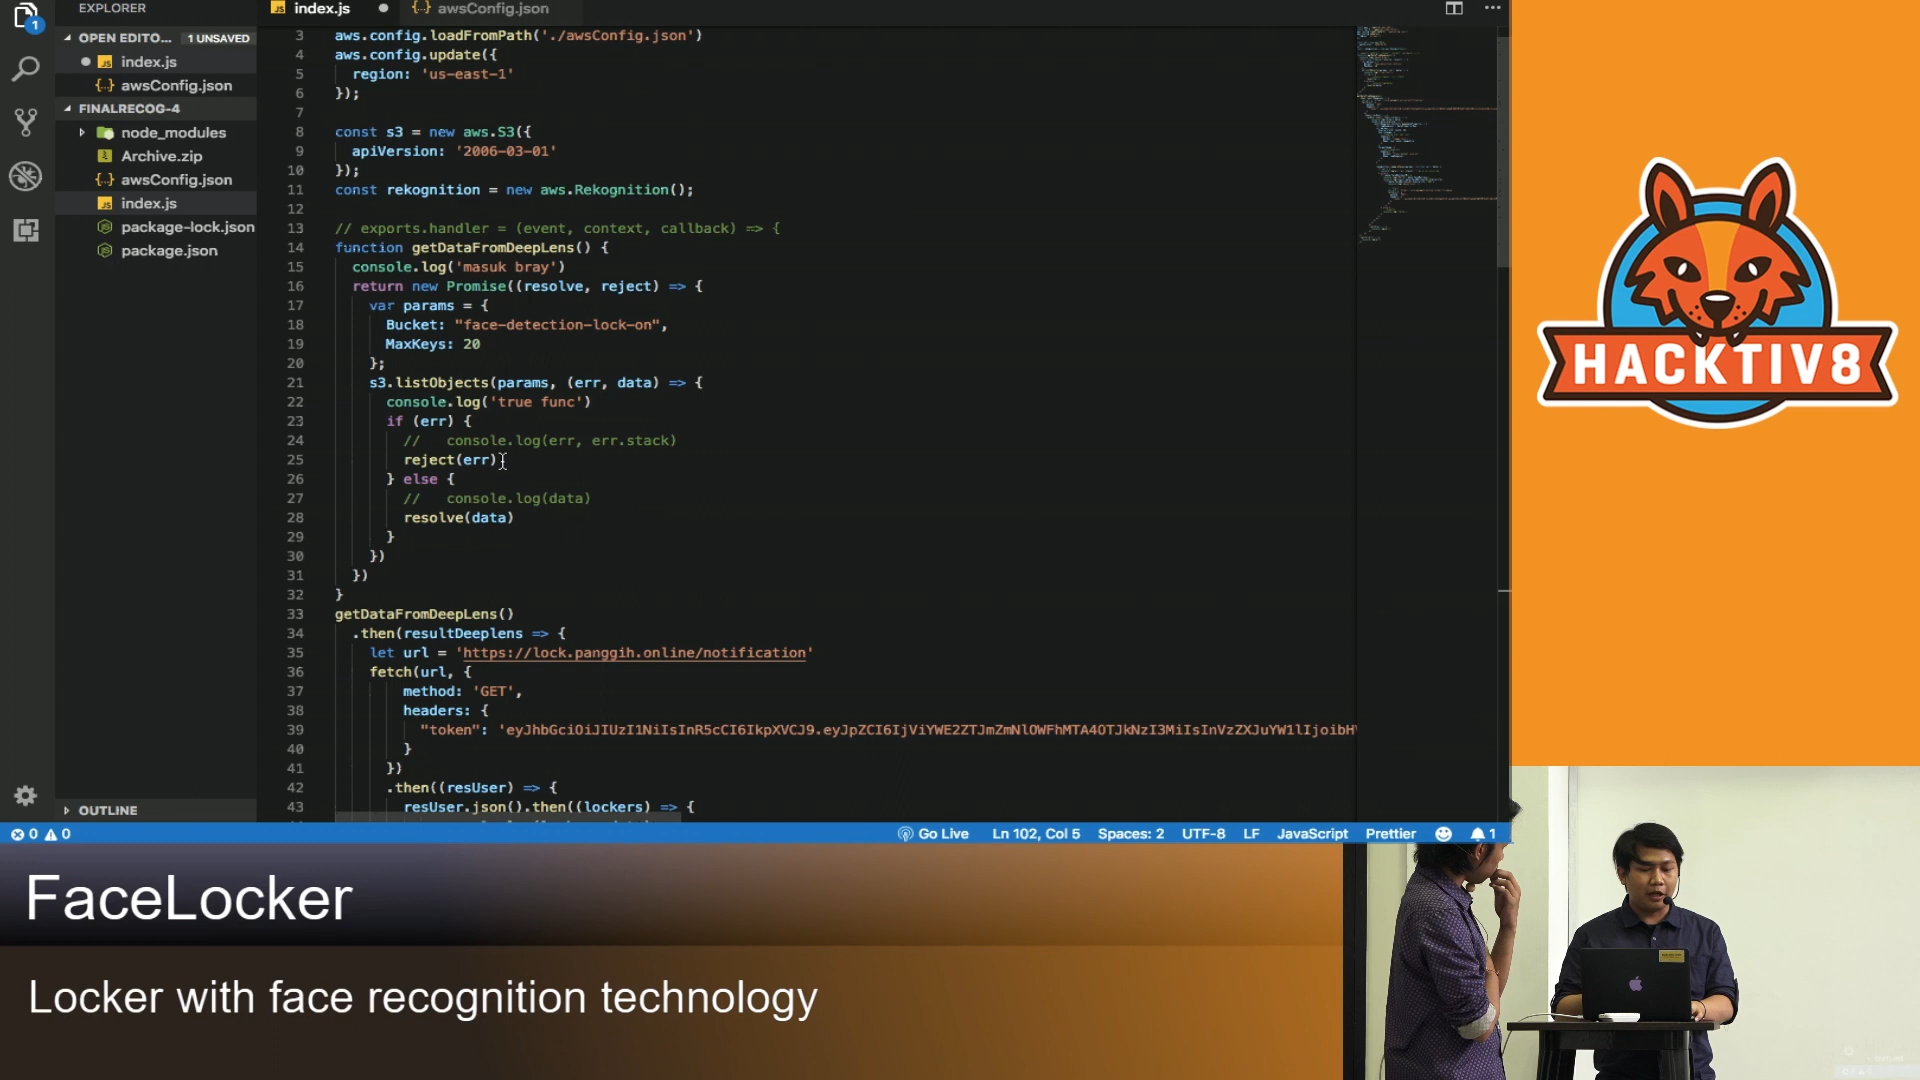 EXPLORER
OPEN EDITO... 1 UNSAVED
index.js
awsConfig.json
FINALRECOG-4
node_modules
Archive.zip
awsConfig.json
index.js
package-lock.json
package.json
OUTLINE
1
index.js
awsConfig.json
3 aws.config.loadFromPath('./awsConfig.json')
4 aws.config.update({
5 region: 'us-east-1'
6 });
7
8 const s3 = new aws.S3({
9 apiVersion: '2006-03-01'
10 });
11 const rekognition = new aws.Rekognition();
12
13 // exports.handler = (event, context, callback) => {
14 function getDataFromDeepLens() {
15 console.log('masuk bray')
16 return new Promise((resolve, reject) => {
17 var params = {
18 Bucket: "face-detection-lock-on",
19 MaxKeys: 20
20 };
21 s3.listObjects(params, (err, data) => {
22 console.log('true func')
23 if (err) {
24 // console.log(err, err.stack)
25 reject(err)
26 } else {
27 // console.log(data)
28 resolve(data)
29 }
30 })
31 })
32 }
33 getDataFromDeepLens()
34 .then(resultDeeplens => {
35 let url = 'https://lock.panggih.online/notification'
36 fetch(url, {
37 method: 'GET',
38 headers: {
39 "token":
40 }
41 })
42 .then((resUser) => {
43 resUser.json().then((lockers) => {
0 0
Go Live Ln 102, Col 5 Spaces: 2 UTF-8 LF JavaScript Prettier 1
HACKTIV8
FaceLocker
Locker with face recognition technology